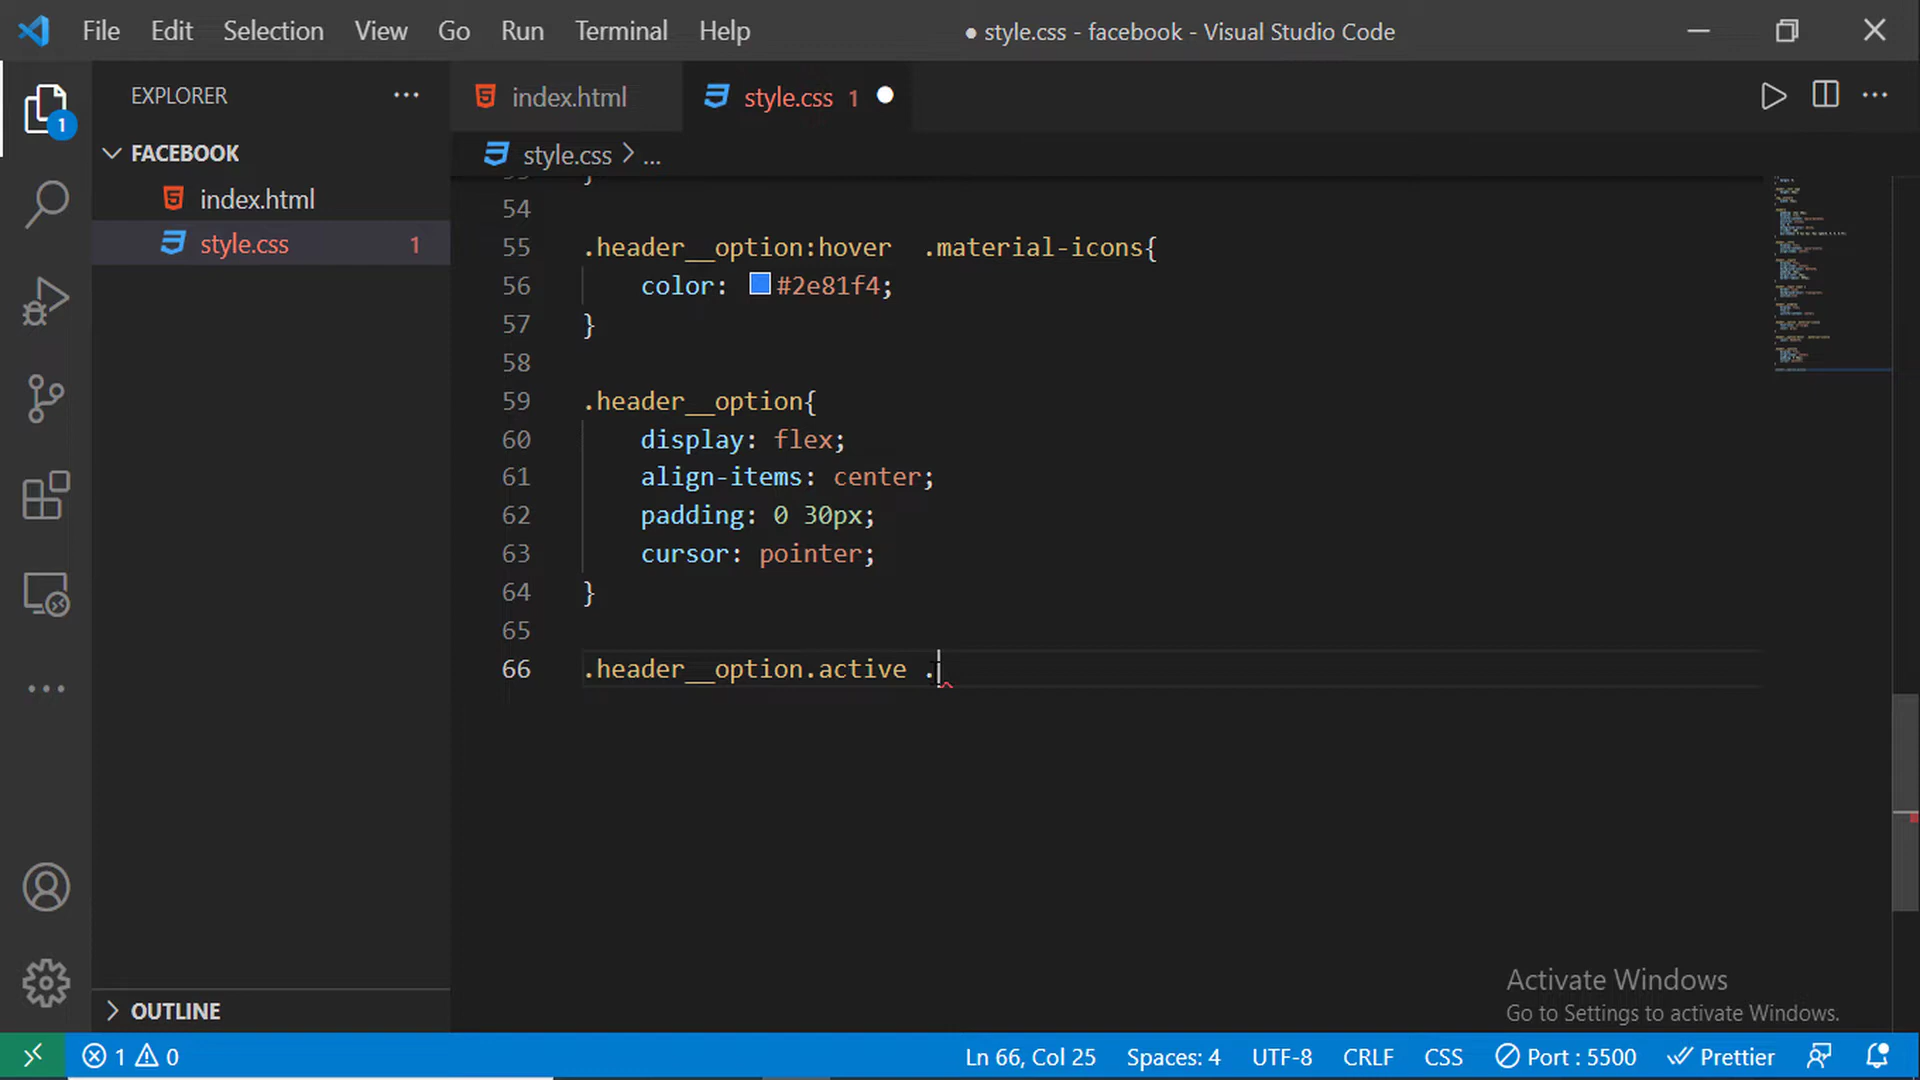 File Edit Selection View Go Run Terminal Help
● style.css - facebook - Visual Studio Code
EXPLORER ···
index.html
style.css 1 ●
FACEBOOK
style.css > ...
index.html
style.css 1
1
54
55 .header__option:hover  .material-icons{
56 color: #2e81f4;
57 }
58
59 .header__option{
60 display: flex;
61 align-items: center;
62 padding: 0 30px;
63 cursor: pointer;
64 }
65
66 .header__option.active .
OUTLINE
Activate Windows
Go to Settings to activate Windows.
1 0
Ln 66, Col 25 Spaces: 4 UTF-8 CRLF CSS Port : 5500 Prettier